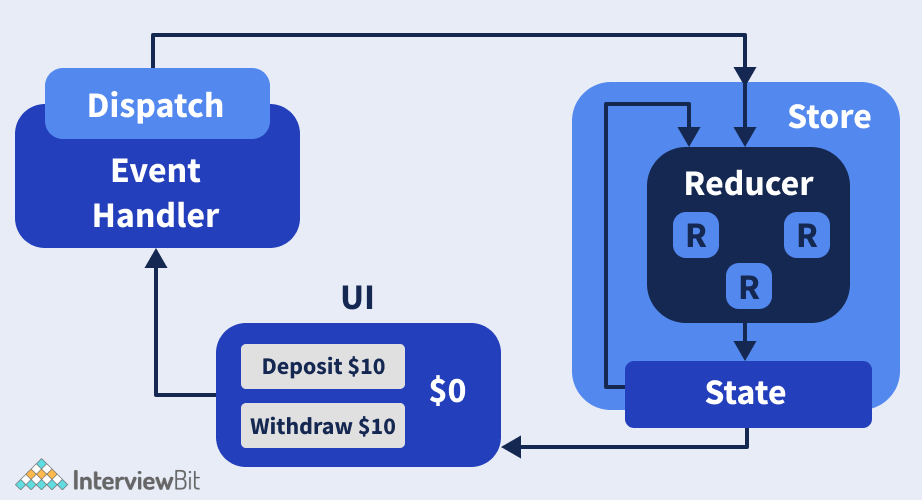 Dispatch
Event
Handler
Store
Reducer
R
R
R
State
UI
Deposit $10
$0
Withdraw $10
InterviewBit